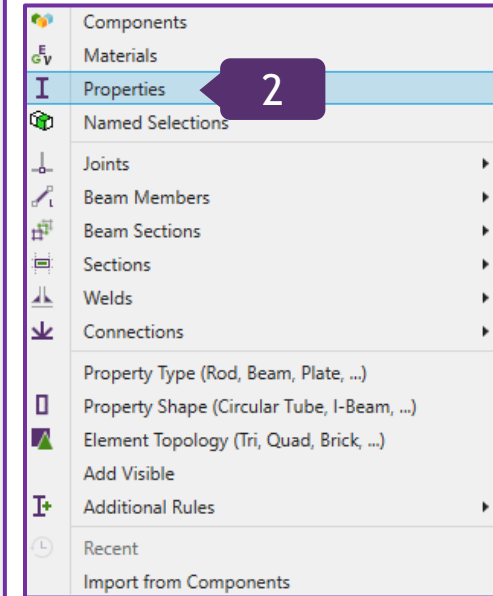 Components
Materials
Properties
2
Named Selections
Joints
Beam Members
Beam Sections
Sections
Welds
Connections
Property Type (Rod, Beam, Plate, ...)
Property Shape (Circular Tube, I-Beam, ...)
Element Topology (Tri, Quad, Brick, ...)
Add Visible
Additional Rules
Recent
Import from Components